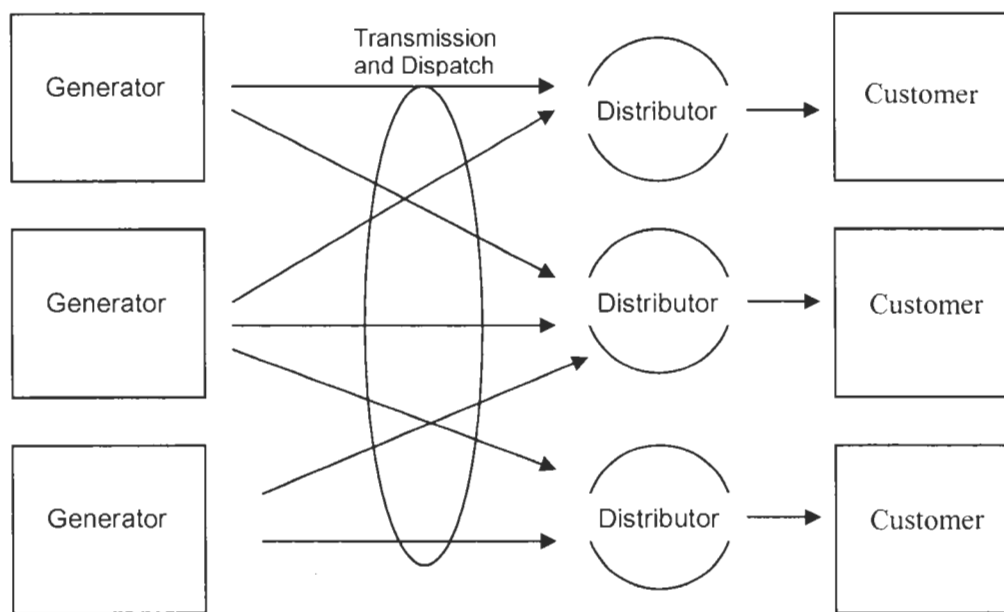 Transmission
and Dispatch
Generator
Distributor
Customer
Generator
Distributor
Customer
Generator
Distributor
Customer